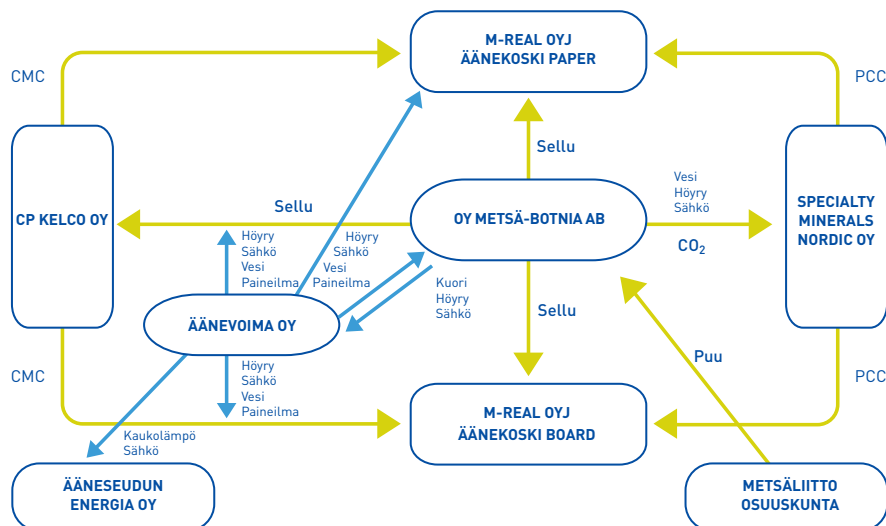 M-REAL OYJ
ÄÄNEKOSKI PAPER
CMC
PCC
Sellu
CP KELCO OY
Sellu
OY METSÄ-BOTNIA AB
Vesi
Höyry
Sähkö
CO₂
SPECIALTY
MINERALS
NORDIC OY
Höyry
Sähkö
Vesi
Paineilma
Höyry
Sähkö
Vesi
Paineilma
Kuori
Höyry
Sähkö
ÄÄNEVOIMA OY
Sellu
Puu
CMC
Höyry
Sähkö
Vesi
Paineilma
PCC
M-REAL OYJ
ÄÄNEKOSKI BOARD
Kaukolämpö
Sähkö
ÄÄNESEUDUN
ENERGIA OY
METSÄLIITTO
OSUUSKUNTA